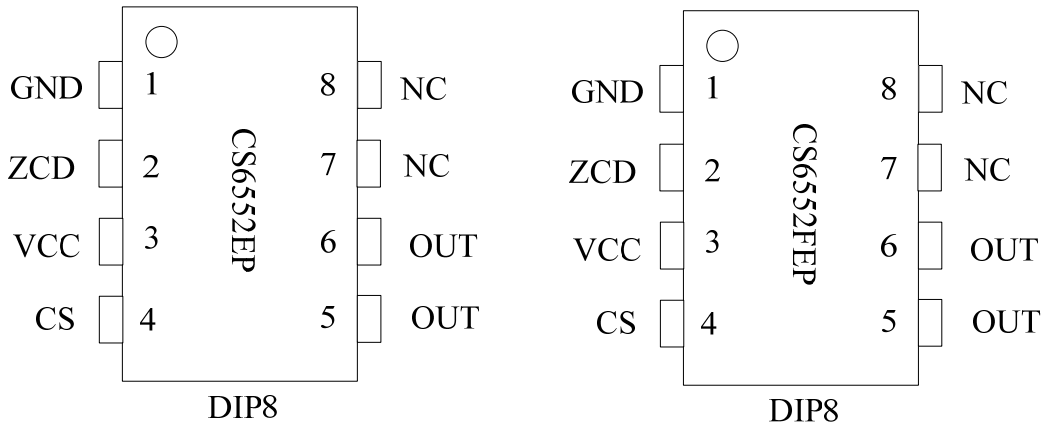 GND 1 8 NC
ZCD 2 7 NC
VCC 3 6 OUT
CS 4 5 OUT
CS6552EP
DIP8
GND 1 8 NC
ZCD 2 7 NC
VCC 3 6 OUT
CS 4 5 OUT
CS6552FEP
DIP8